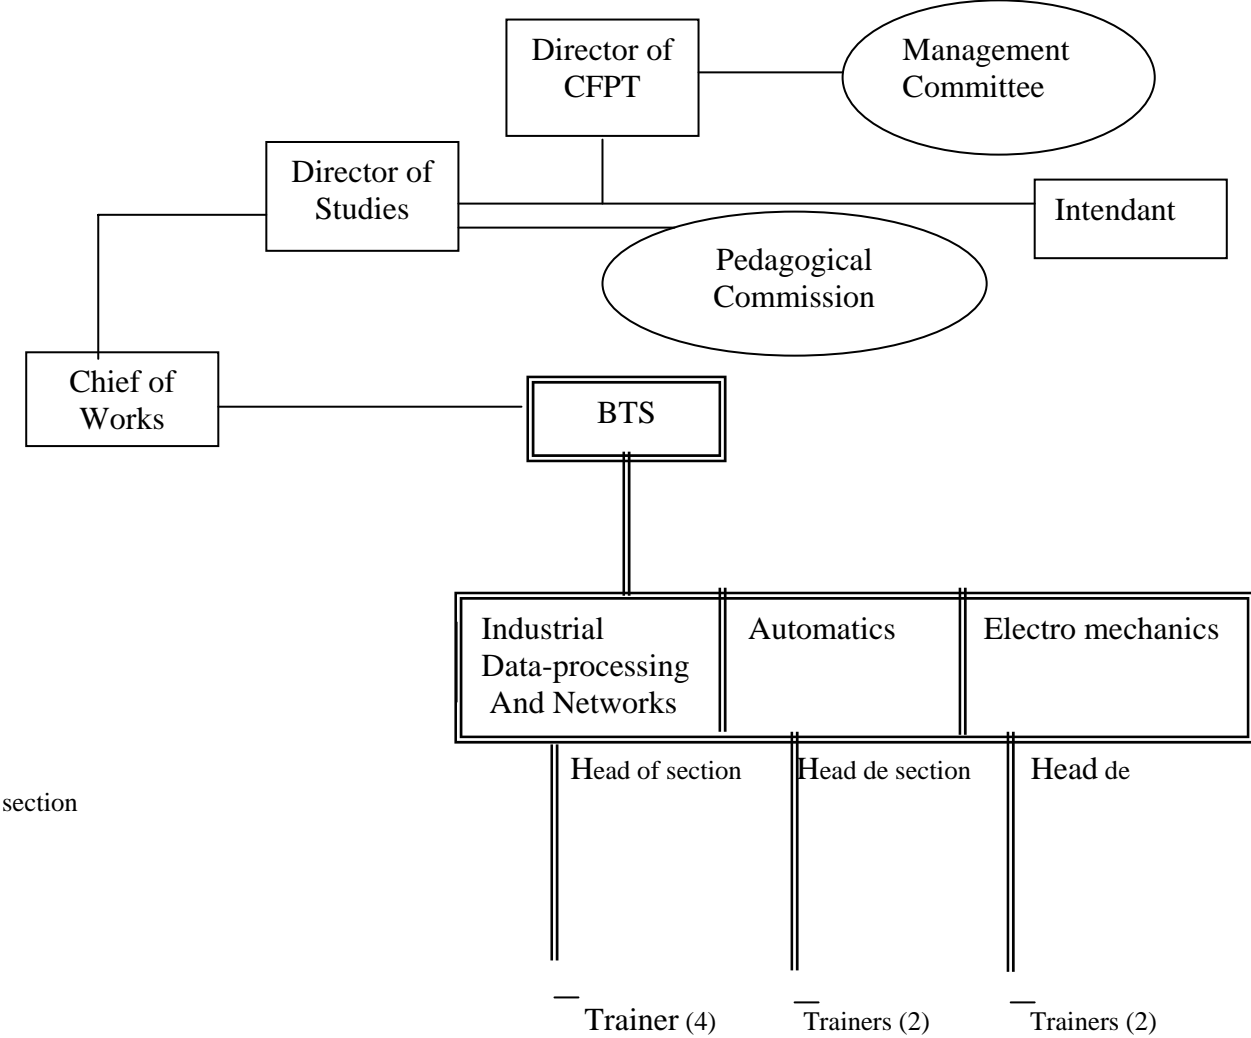 Director of
CFPT
Management
Committee
Director of
Studies
Intendant
Pedagogical
Commission
Chief of
Works
BTS
Industrial
Data-processing
And Networks
Automatics
Electro mechanics
Head of section
Head de section
Head de
section
Trainer (4)
Trainers (2)
Trainers (2)